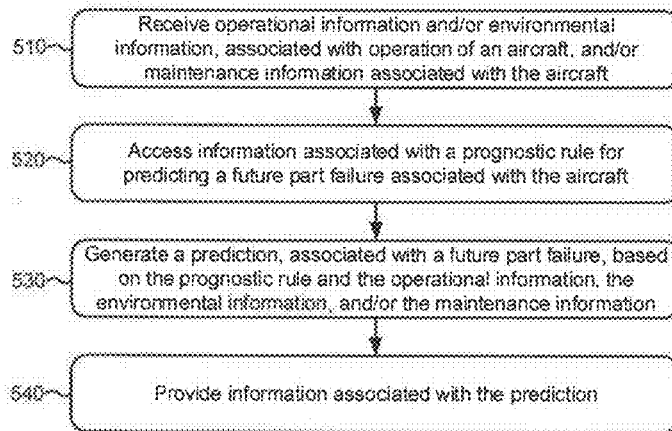 510
Receive operational information and/or environmental
information, associated with operation of an aircraft, and/or
maintenance information associated with the aircraft
520
Access information associated with a prognostic rule for
predicting a future part failure associated with the aircraft
530
Generate a prediction, associated with a future part failure, based
on the prognostic rule and the operational information, the
environmental information, and/or the maintenance information
540
Provide information associated with the prediction